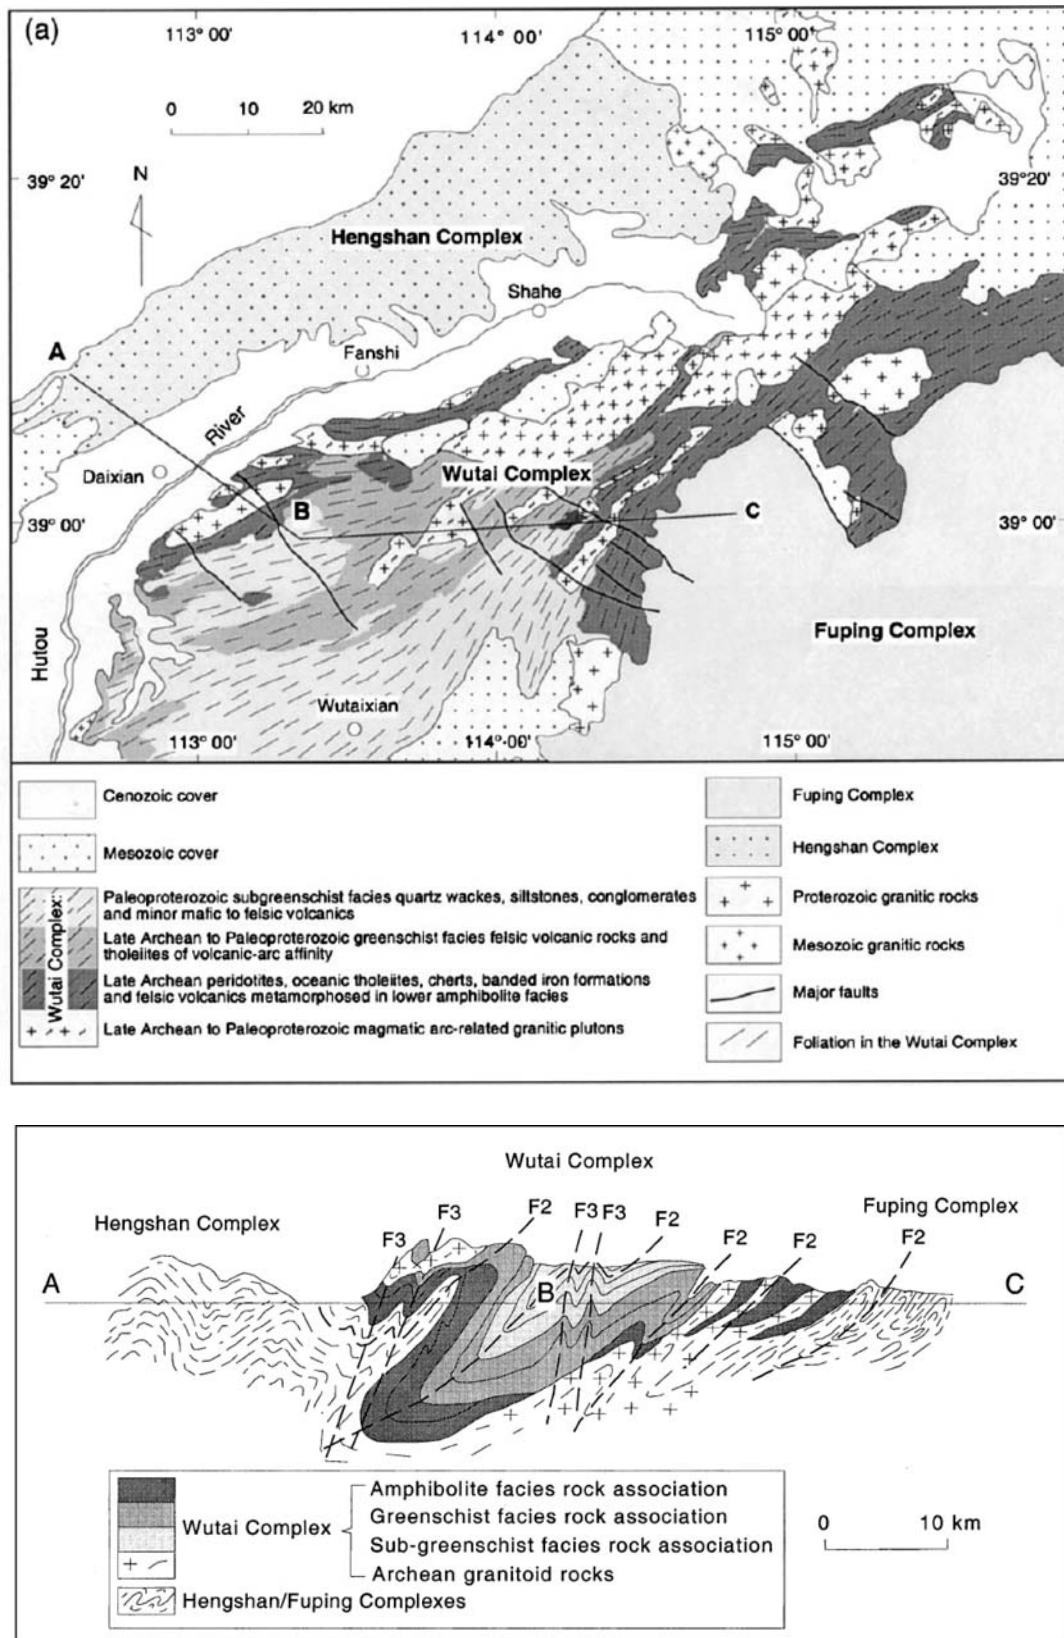 (a)
113° 00'
114° 00'
115° 00'
0 10 20 km
N
39° 20'
39° 20'
Hengshan Complex
Shahe
Fanshi
A
River
Daixian
Wutai Complex
B
C
39° 00'
39° 00'
Fuping Complex
Hutou
Wutaixian
113° 00'
114° 00'
115° 00'
Cenozoic cover
Mesozoic cover
Wutai Complex:
Paleoproterozoic subgreenschist facies quartz wackes, siltstones, conglomerates
and minor mafic to felsic volcanics
Late Archean to Paleoproterozoic greenschist facies felsic volcanic rocks and
tholeiites of volcanic-arc affinity
Late Archean peridotites, oceanic tholeiites, cherts, banded iron formations
and felsic volcanics metamorphosed in lower amphibolite facies
Late Archean to Paleoproterozoic magmatic arc-related granitic plutons
Fuping Complex
Hengshan Complex
Proterozoic granitic rocks
Mesozoic granitic rocks
Major faults
Foliation in the Wutai Complex
Wutai Complex
Hengshan Complex
Fuping Complex
F3 F3 F2 F3 F3 F2 F2 F2 F2
A
B
C
Amphibolite facies rock association
Greenschist facies rock association
Wutai Complex
Sub-greenschist facies rock association
Archean granitoid rocks
Hengshan/Fuping Complexes
0 10 km